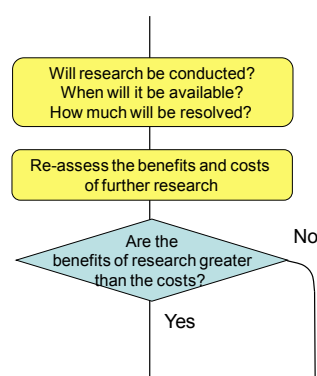 Will research be conducted?
When will it be available?
How much will be resolved?
Re-assess the benefits and costs
of further research
Are the
benefits of research greater
than the costs?
No
Yes